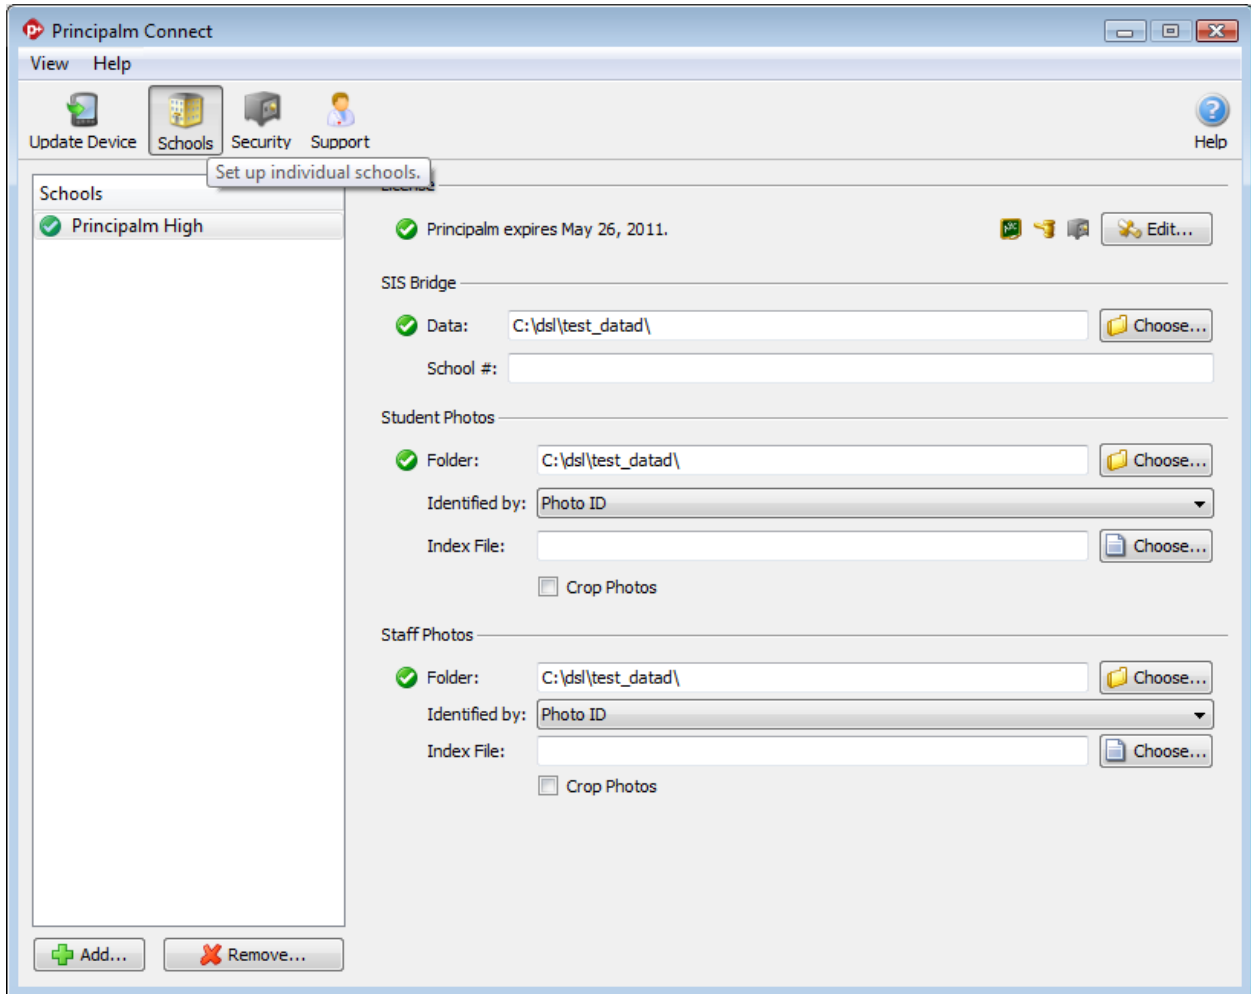 Principalm Connect
View Help
Update Device Schools Security Support Help
Set up individual schools.
Schools
Principalm High
License
Principalm expires May 26, 2011.
Edit...
SIS Bridge
Data: C:\dsl\test_datad\ Choose...
School #:
Student Photos
Folder: C:\dsl\test_datad\ Choose...
Identified by: Photo ID
Index File: Choose...
Crop Photos
Staff Photos
Folder: C:\dsl\test_datad\ Choose...
Identified by: Photo ID
Index File: Choose...
Crop Photos
Add... Remove...